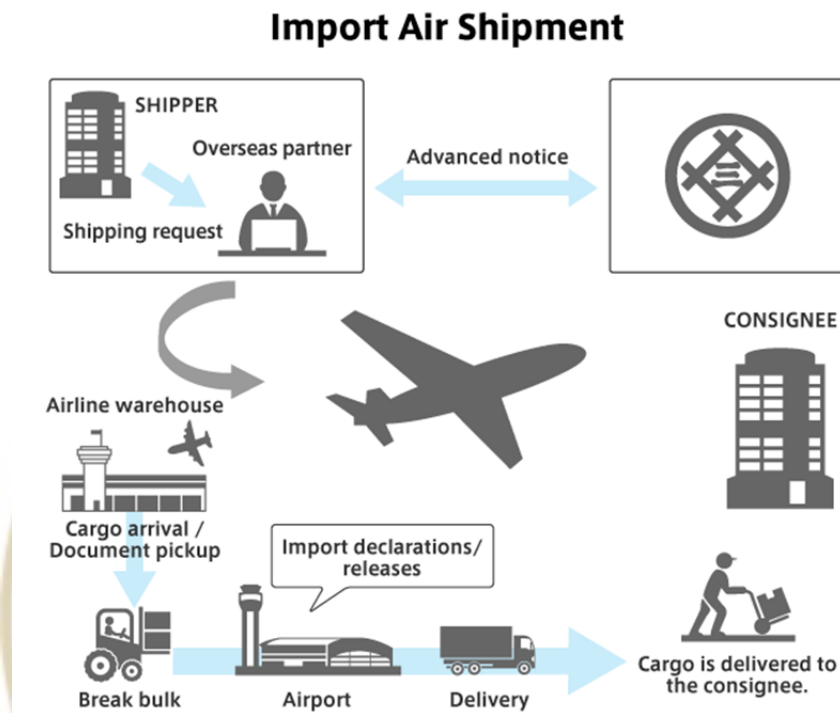 Import Air Shipment
SHIPPER
Overseas partner
Shipping request
Advanced notice
三
CONSIGNEE
Airline warehouse
Cargo arrival /
Document pickup
Import declarations/
releases
Break bulk
Airport
Delivery
Cargo is delivered to
the consignee.